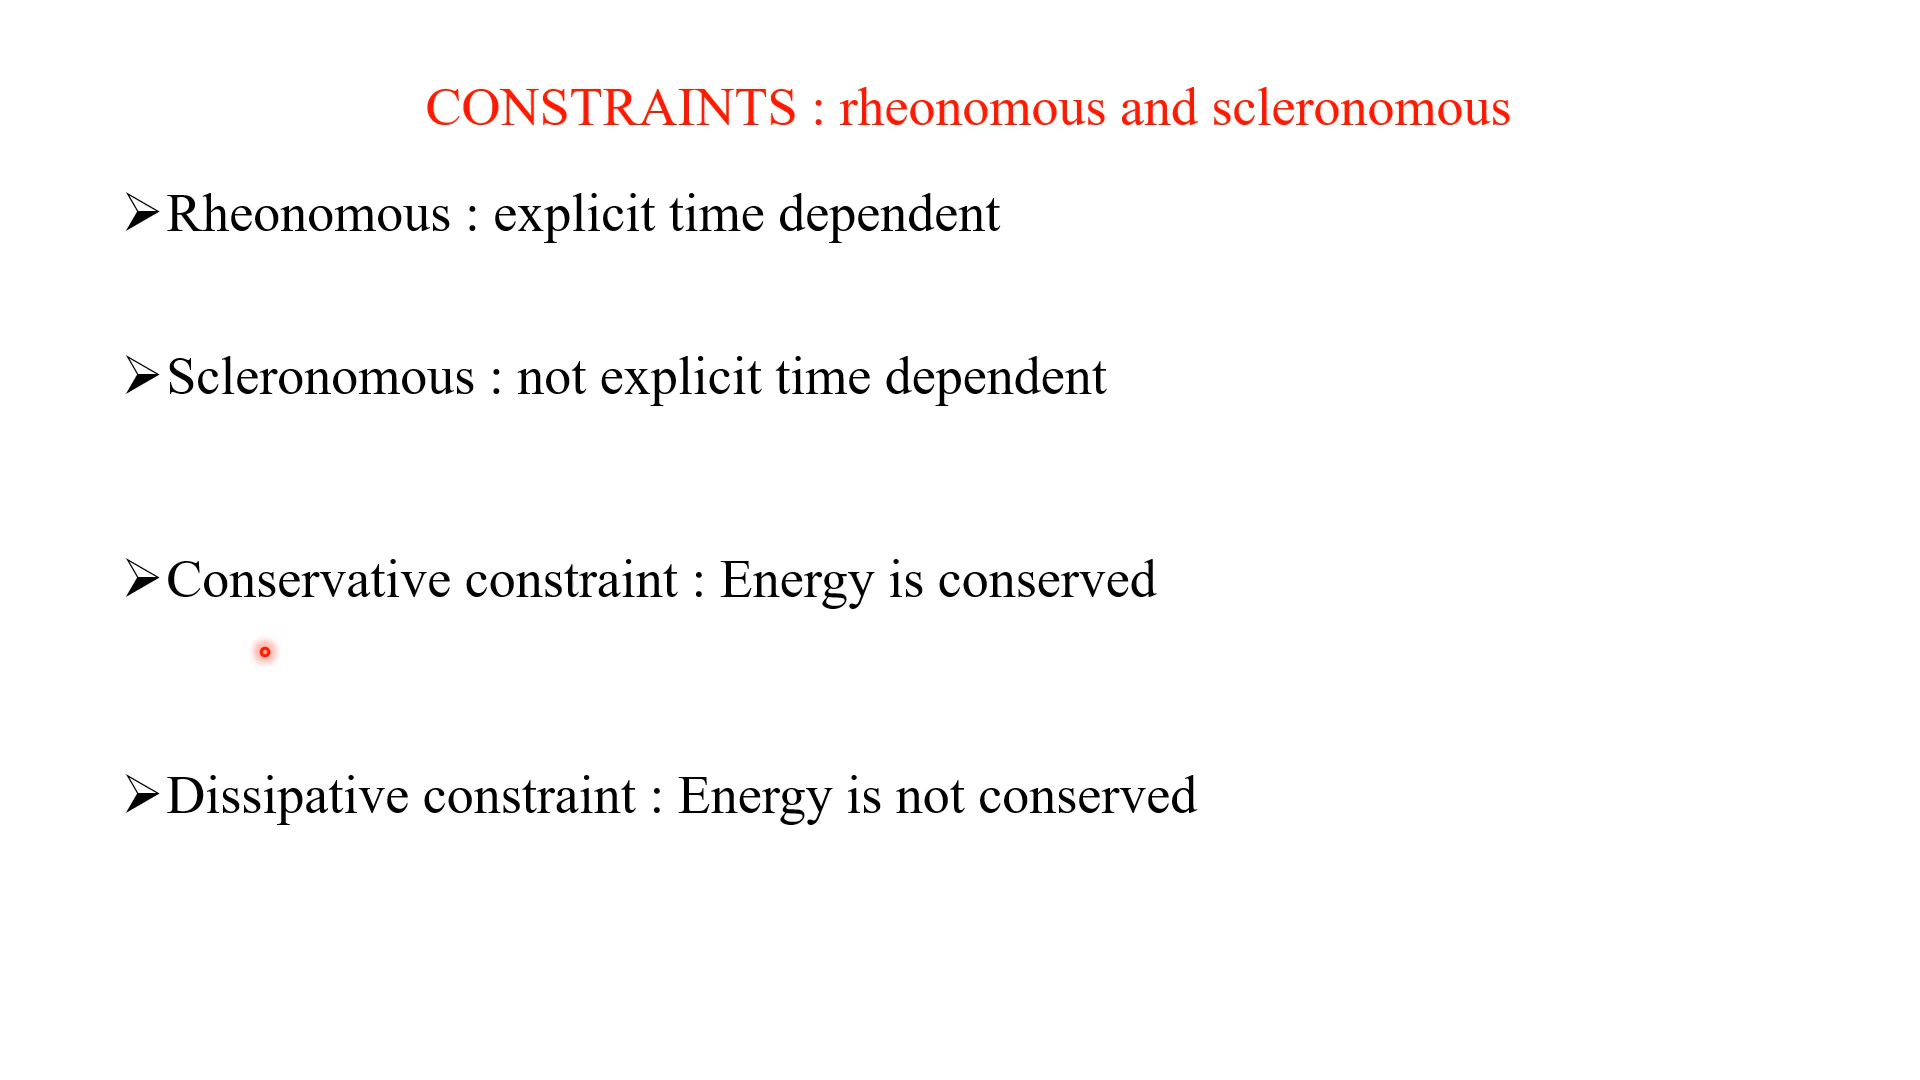 CONSTRAINTS : rheonomous and scleronomous
➢Rheonomous : explicit time dependent
➢Scleronomous : not explicit time dependent
➢Conservative constraint : Energy is conserved
➢Dissipative constraint : Energy is not conserved